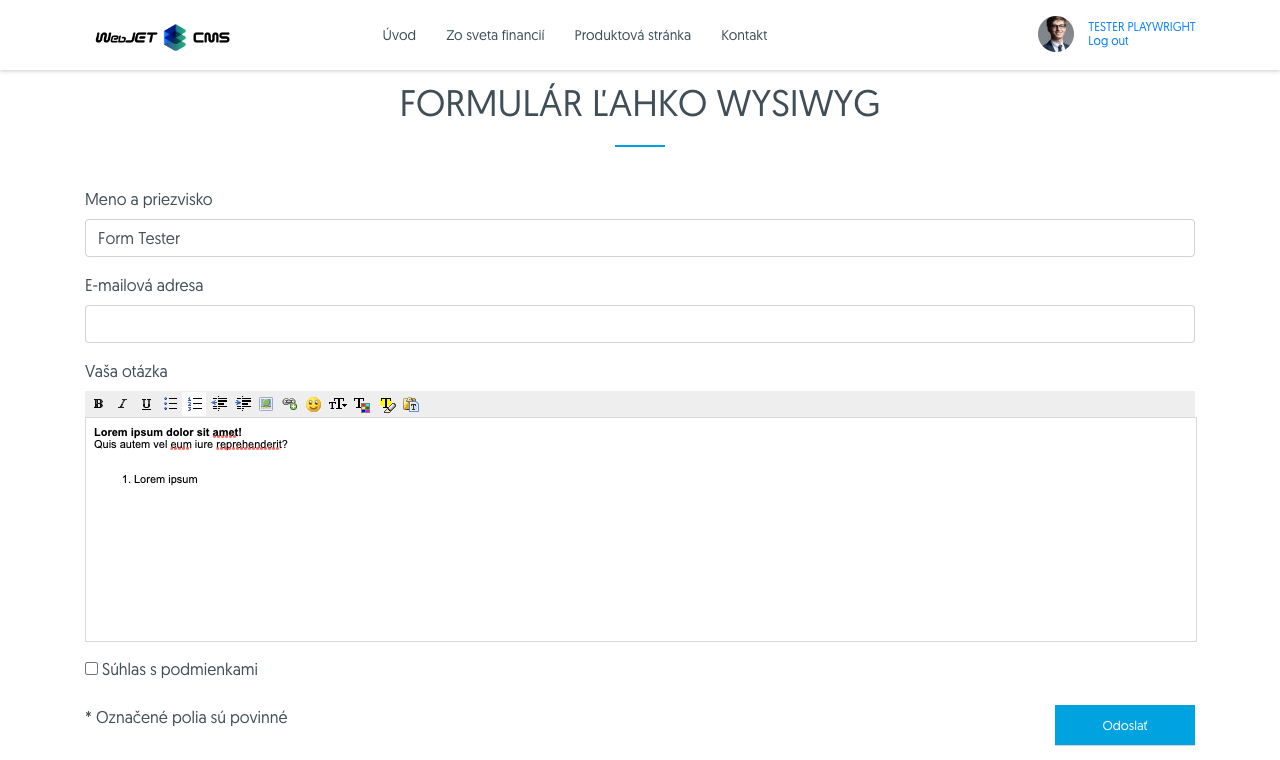 WebJET CMS
Úvod
Zo sveta financií
Produktová stránka
Kontakt
TESTER PLAYWRIGHT
Log out
FORMULÁR ĽAHKO WYSIWYG
Meno a priezvisko
Form Tester
E-mailová adresa
Vaša otázka
Lorem ipsum dolor sit amet!
Quis autem vel eum iure reprehenderit?
1. Lorem ipsum
Súhlas s podmienkami
* Označené polia sú povinné
Odoslať